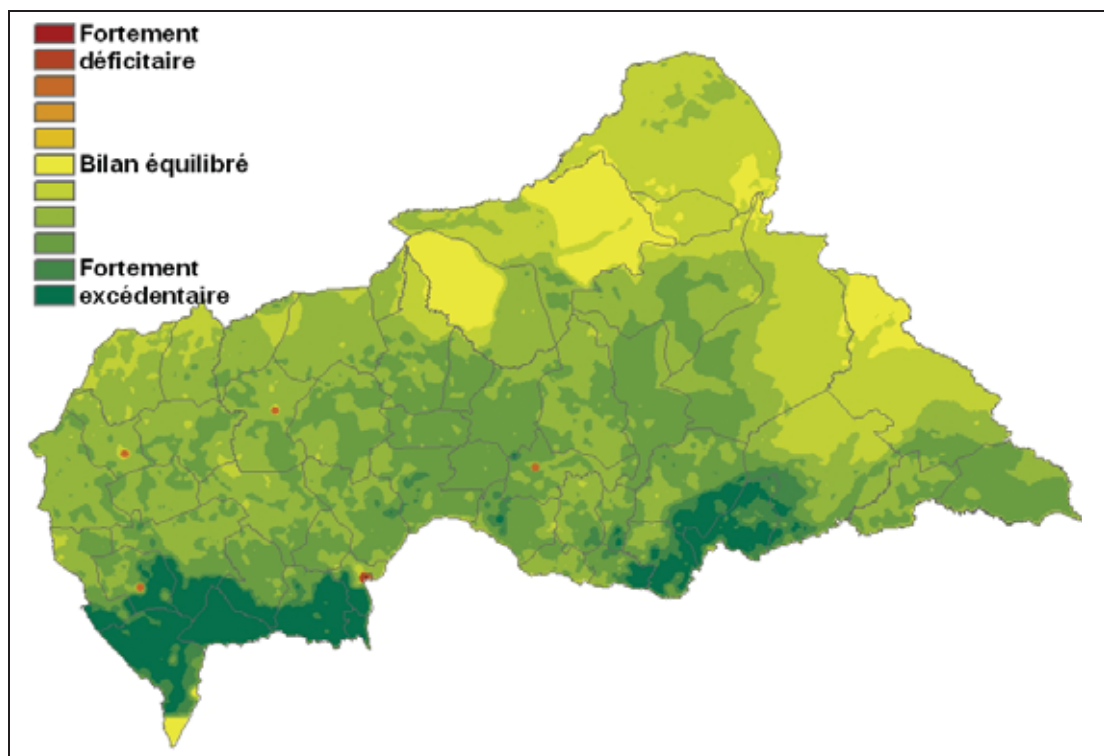 Fortement
déficitaire
Bilan équilibré
Fortement
excédentaire